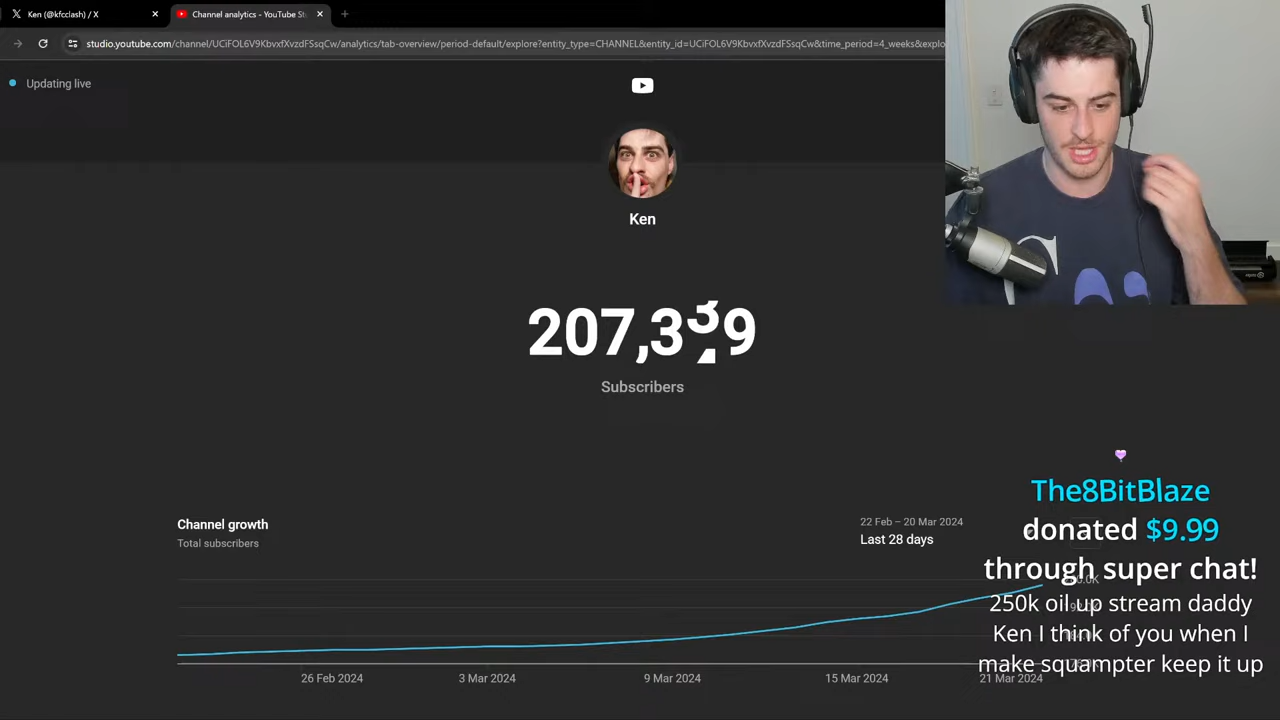 Ken (@kfcclash) / X
Channel analytics - YouTube St
studio.youtube.com/channel/UCiFOL6V9KbvxfXvzdFSsqCw/analytics/tab-overview/period-default/explore?entity_type=CHANNEL&entity_id=UCiFOL6V9KbvxfXvzdFSsqCw&time_period=4_weeks&explo
Updating live
Ken
207,339
Subscribers
Channel growth
Total subscribers
22 Feb – 20 Mar 2024
Last 28 days
26 Feb 2024
3 Mar 2024
9 Mar 2024
15 Mar 2024
21 Mar 2024
The8BitBlaze
donated $9.99
through super chat!
250k oil up stream daddy
Ken I think of you when I
make squampter keep it up